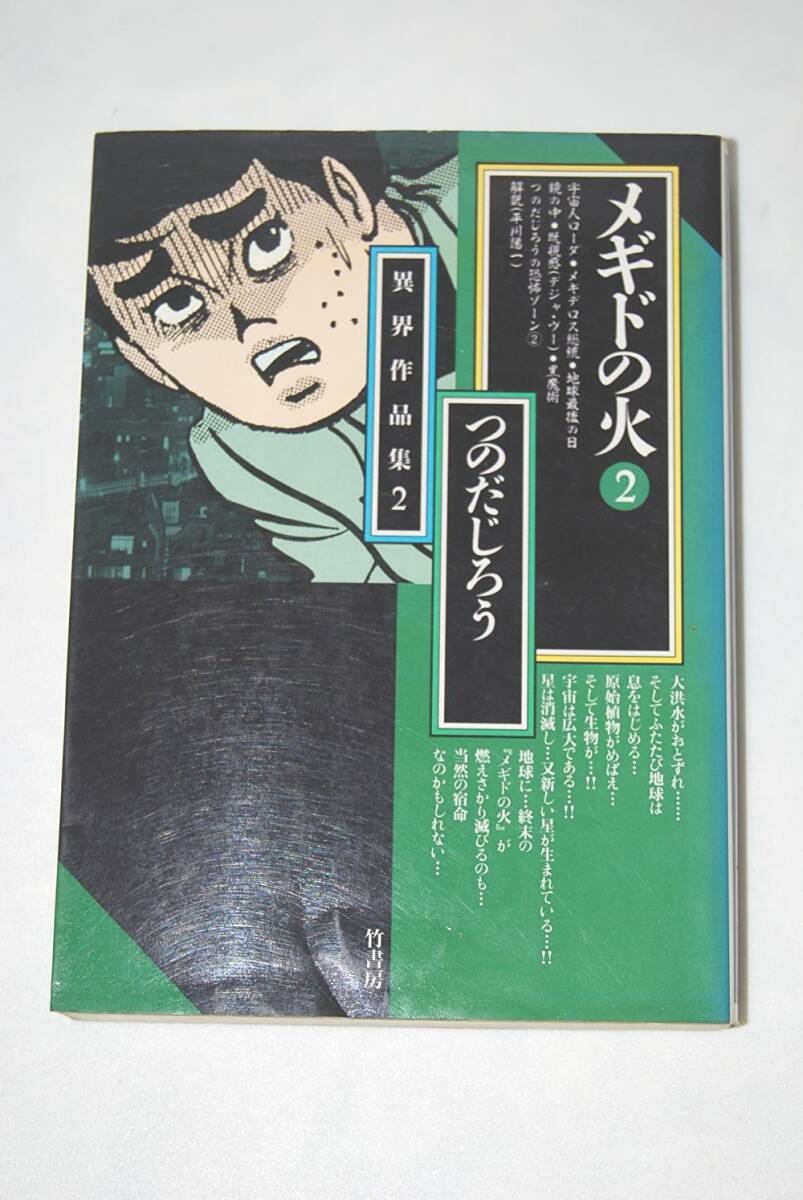 メギドの火
2
宇宙人ローダ●メギデロス総統●地球最後の日
鏡の中●既視感(デジャ・ヴー)●黒魔術
つのだじろうの恐怖ゾーン②
解説(平川陽一)
つのだじろう
異界作品集2
大洪水がおとずれ……
そしてふたたび地球は
息をはじめる…
原始植物がめばえ…
そして生物が…!!
宇宙は広大である…!!
星は消滅し…又新しい星が生まれている…!!
地球に…終末の
『メギドの火』が
燃えさかり滅びるのも…
当然の宿命
なのかもしれない…
竹書房